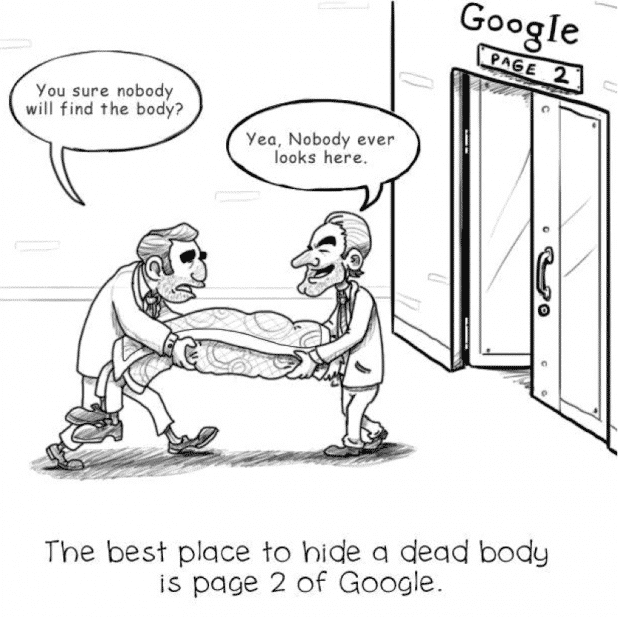 Google
PAGE 2
You sure nobody
will find the body?
Yea, Nobody ever
looks here.
The best place to hide a dead body
is page 2 of Google.